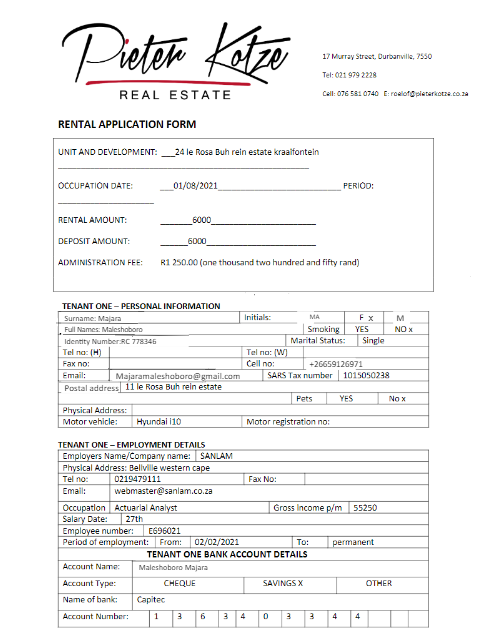 Pieter Kotze
REAL ESTATE
17 Murray Street, Durbanville, 7550
Tel: 021 979 2228
Cell: 076 581 0740 E: roelof@pieterkotze.co.za
RENTAL APPLICATION FORM
UNIT AND DEVELOPMENT: ___24 le Rosa Buh rein estate kraaifontein
OCCUPATION DATE: ____01/08/2021____ PERIOD:
RENTAL AMOUNT: ____6000____
DEPOSIT AMOUNT: ____6000____
ADMINISTRATION FEE: R1 250.00 (one thousand two hundred and fifty rand)
TENANT ONE – PERSONAL INFORMATION
Surname: Majara Initials: MA F x M
Full Names: Maleshoboro Smoking YES NO x
Identity Number:RC 778346 Marital Status: Single
Tel no: (H) Tel no: (W)
Fax no: Cell no: +26659126971
Email: Majaramaleshoboro@gmail.com SARS Tax number 1015050238
Postal address 11 le Rosa Buh rein estate
Pets YES No x
Physical Address:
Motor vehicle: Hyundai i10 Motor registration no:
TENANT ONE – EMPLOYMENT DETAILS
Employers Name/Company name: SANLAM
Physical Address: Bellville western cape
Tel no: 0219479111 Fax No:
Email: webmaster@sanlam.co.za
Occupation Actuarial Analyst Gross income p/m 55250
Salary Date: 27th
Employee number: E696021
Period of employment: From: 02/02/2021 To: permanent
TENANT ONE BANK ACCOUNT DETAILS
Account Name: Maleshoboro Majara
Account Type: CHEQUE SAVINGS X OTHER
Name of bank: Capitec
Account Number: 1 3 6 3 4 0 3 3 4 4